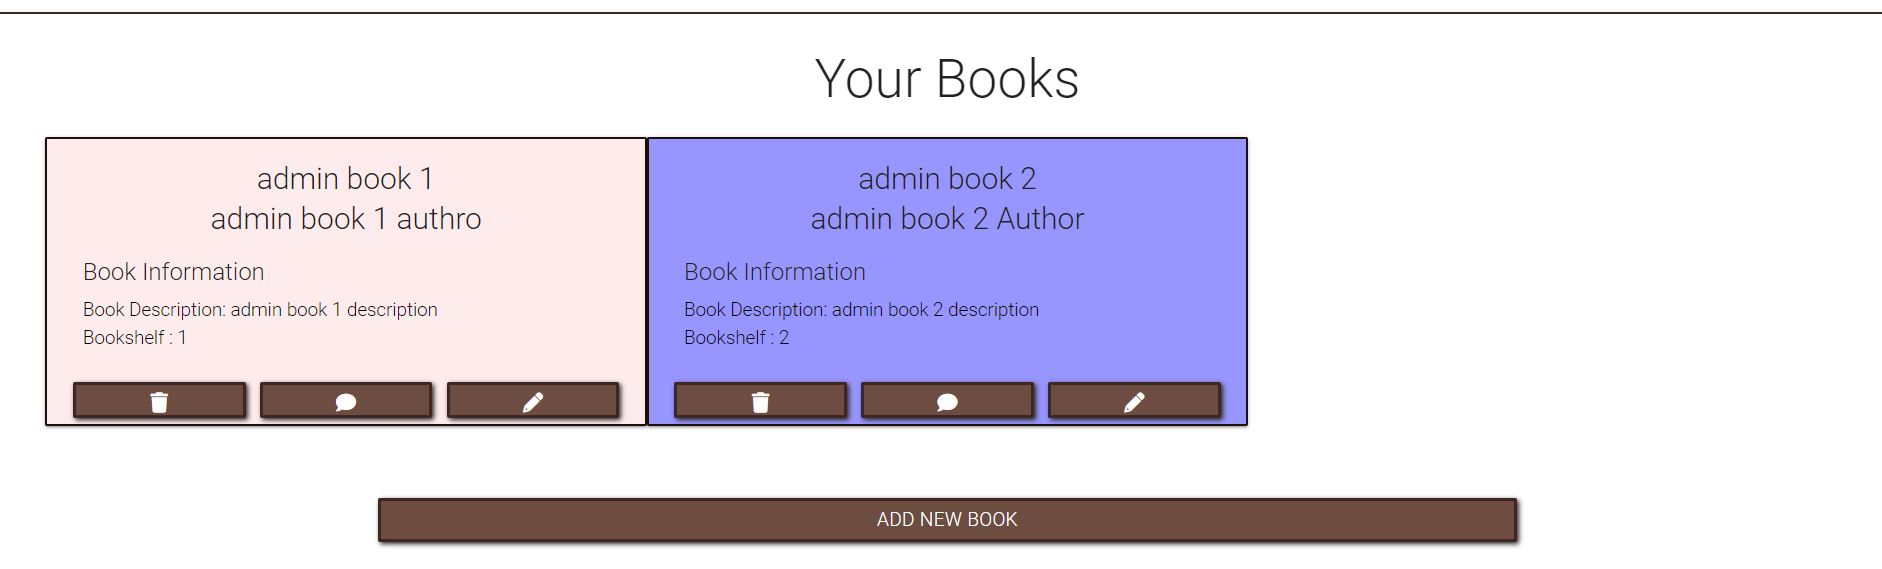 Your Books
admin book 1
admin book 1 authro
Book Information
Book Description: admin book 1 description
Bookshelf : 1
admin book 2
admin book 2 Author
Book Information
Book Description: admin book 2 description
Bookshelf : 2
ADD NEW BOOK